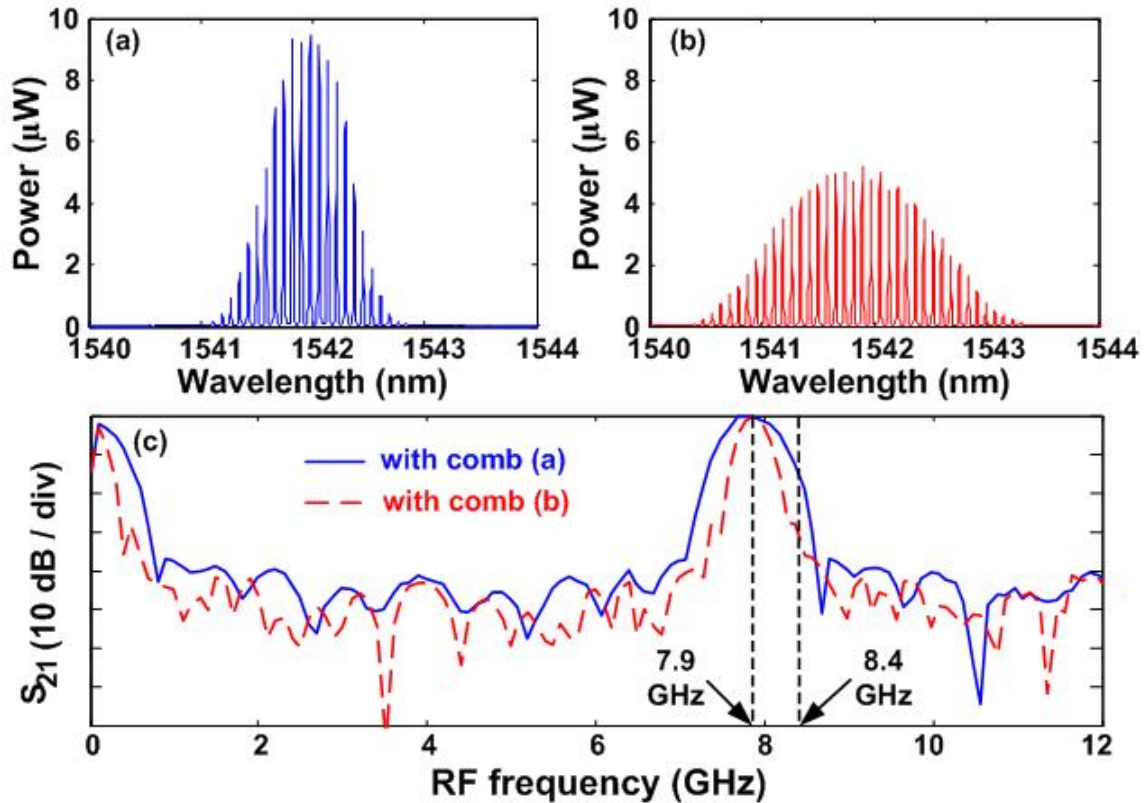 (a)
10
8
6
4
2
0
Power (μW)
1540 1541 1542 1543 1544
Wavelength (nm)
(b)
10
8
6
4
2
0
Power (μW)
1540 1541 1542 1543 1544
Wavelength (nm)
(c)
with comb (a)
with comb (b)
S21 (10 dB / div)
7.9
GHz
8.4
GHz
0 2 4 6 8 10 12
RF frequency (GHz)